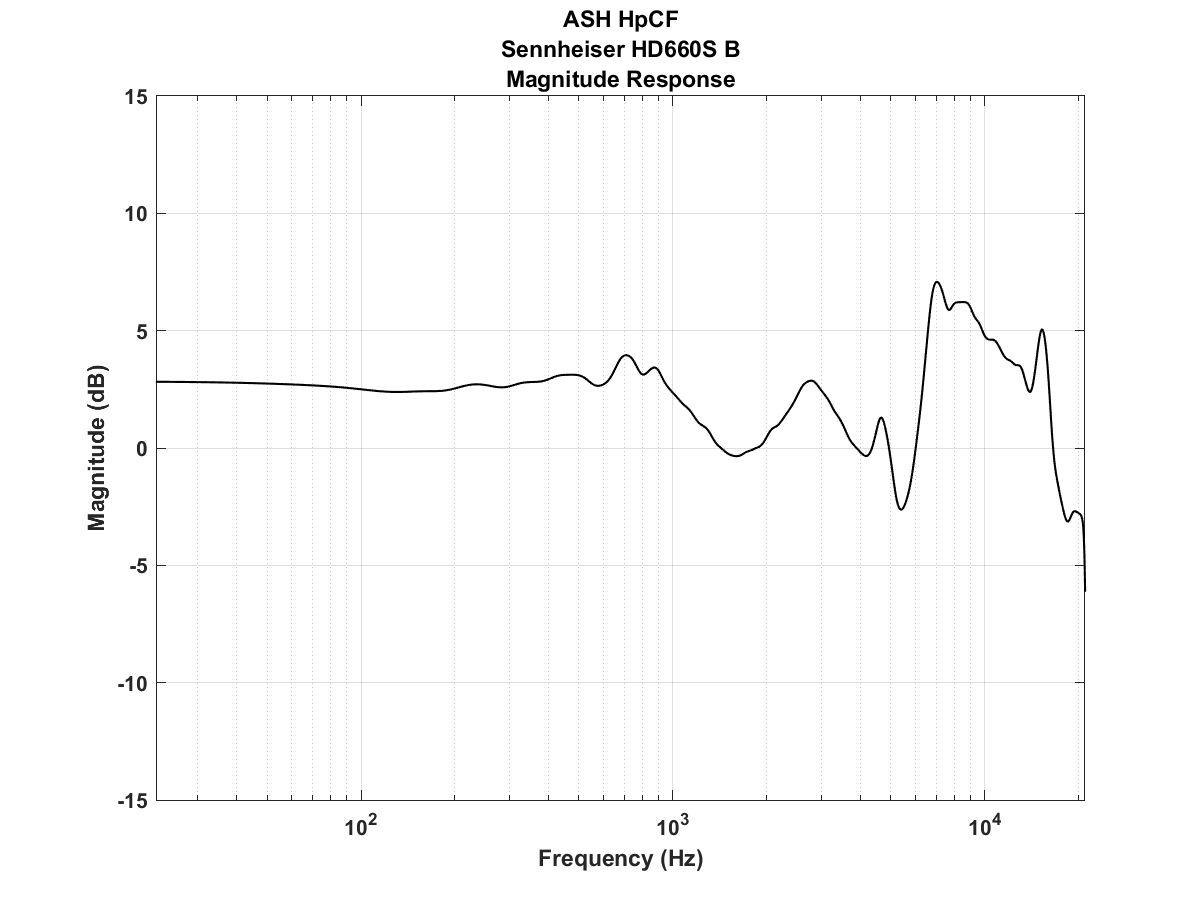 ASH HpCF
Sennheiser HD660S B
Magnitude Response
15
10
5
0
-5
-10
-15
Magnitude (dB)
10^2
10^3
10^4
Frequency (Hz)